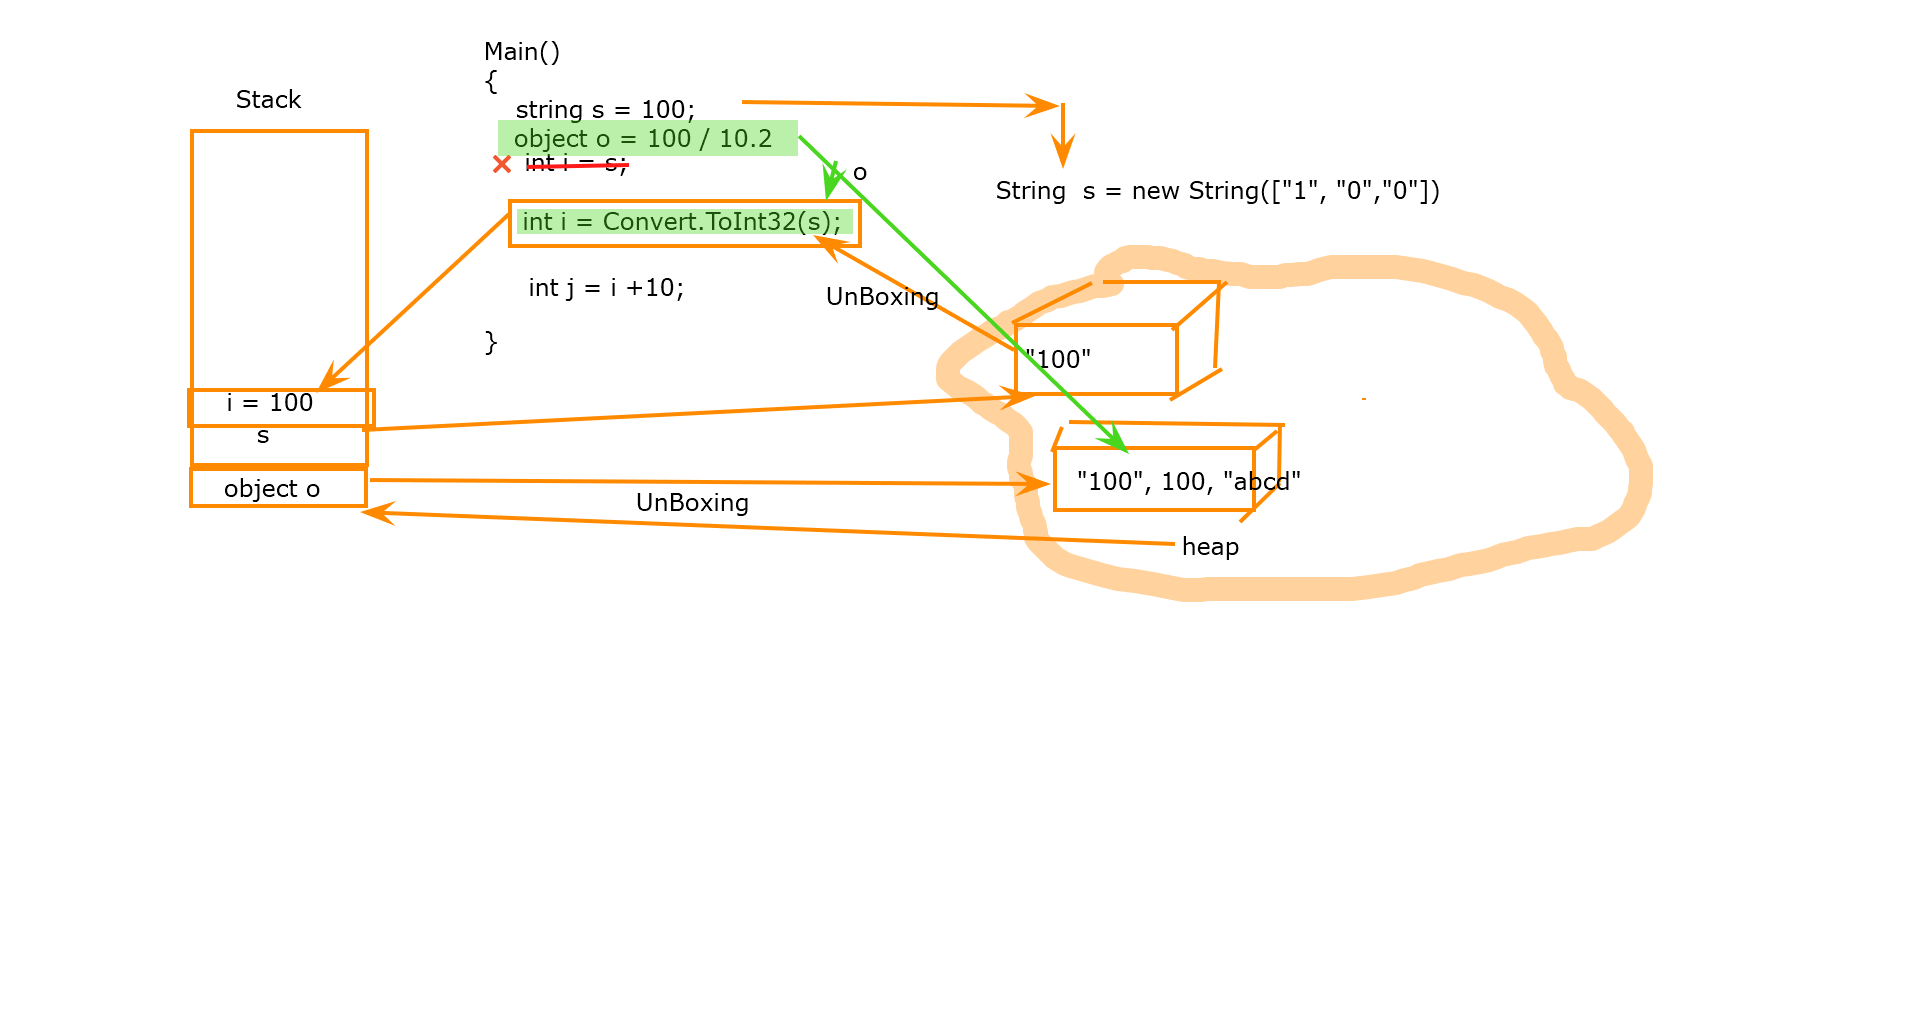 Main()
{
Stack
string s = 100;
object o = 100 / 10.2
int i = s;
o
String  s = new String(["1", "0","0"])
int i = Convert.ToInt32(s);
int j = i +10;
UnBoxing
}
"100"
i = 100
s
"100", 100, "abcd"
object o
UnBoxing
heap